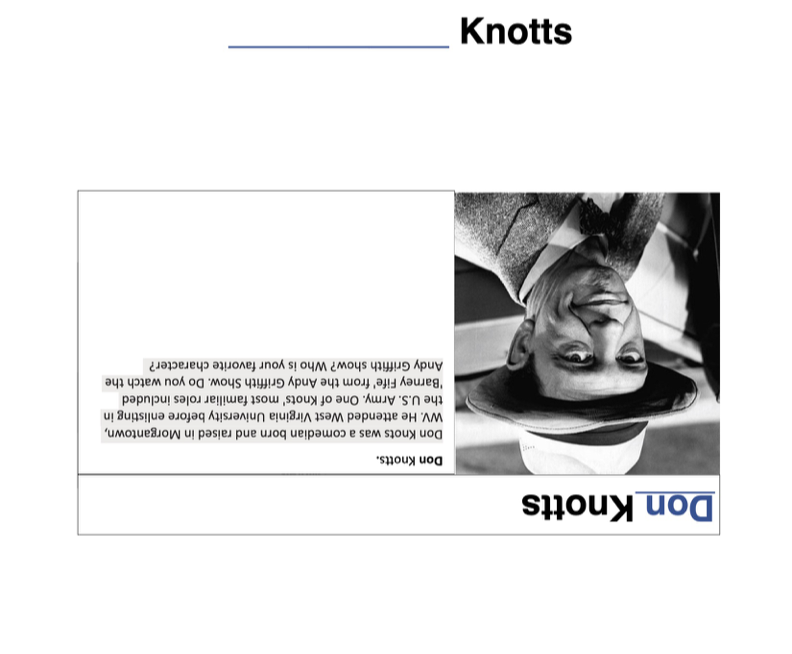 Knotts
Don Knotts
Don Knotts.
Don Knots was a comedian born and raised in Morgantown,
WV. He attended West Virginia University before enlisting in
the U.S. Army. One of Knots' most familiar roles included
'Barney Fife' from the Andy Griffith Show. Do you watch the
Andy Griffith show? Who is your favorite character?